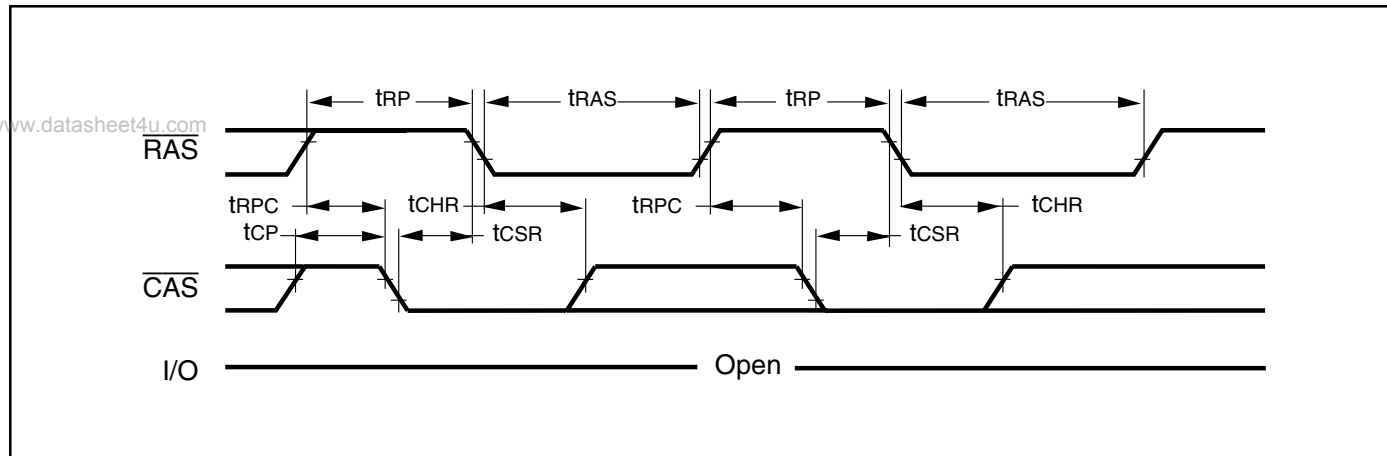 tRP tRAS tRP tRAS
www.datasheet4u.com
RAS
tRPC tCHR tRPC tCHR
tCP tCSR tCSR
CAS
I/O Open